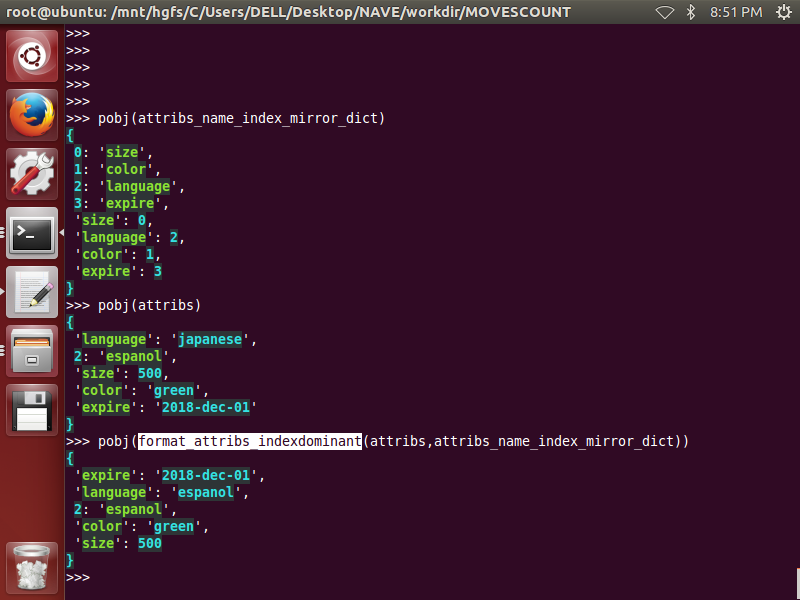 root@ubuntu: /mnt/hgfs/C/Users/DELL/Desktop/NAVE/workdir/MOVESCOUNT 8:51 PM
>>>
>>>
>>>
>>>
>>>
>>> pobj(attribs_name_index_mirror_dict)
{
 0: 'size',
 1: 'color',
 2: 'language',
 3: 'expire',
 'size': 0,
 'language': 2,
 'color': 1,
 'expire': 3
}
>>> pobj(attribs)
{
 'language': 'japanese',
 2: 'espanol',
 'size': 500,
 'color': 'green',
 'expire': '2018-dec-01'
}
>>> pobj(format_attribs_indexdominant(attribs,attribs_name_index_mirror_dict))
{
 'expire': '2018-dec-01',
 'language': 'espanol',
 2: 'espanol',
 'color': 'green',
 'size': 500
}
>>>